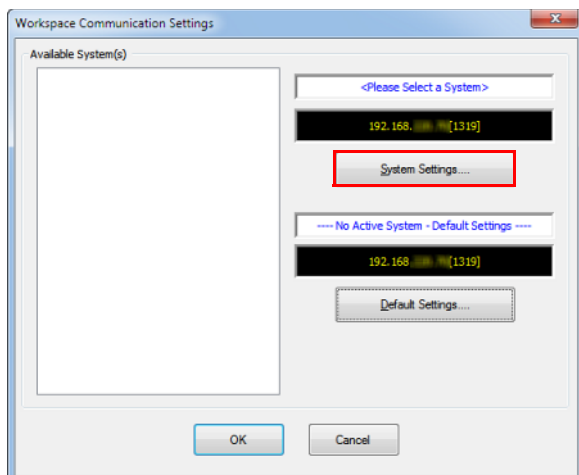 Workspace Communication Settings
Available System(s)
<Please Select a System>
192.168. [1319]
System Settings....
---- No Active System - Default Settings ----
192.168. [1319]
Default Settings....
OK
Cancel